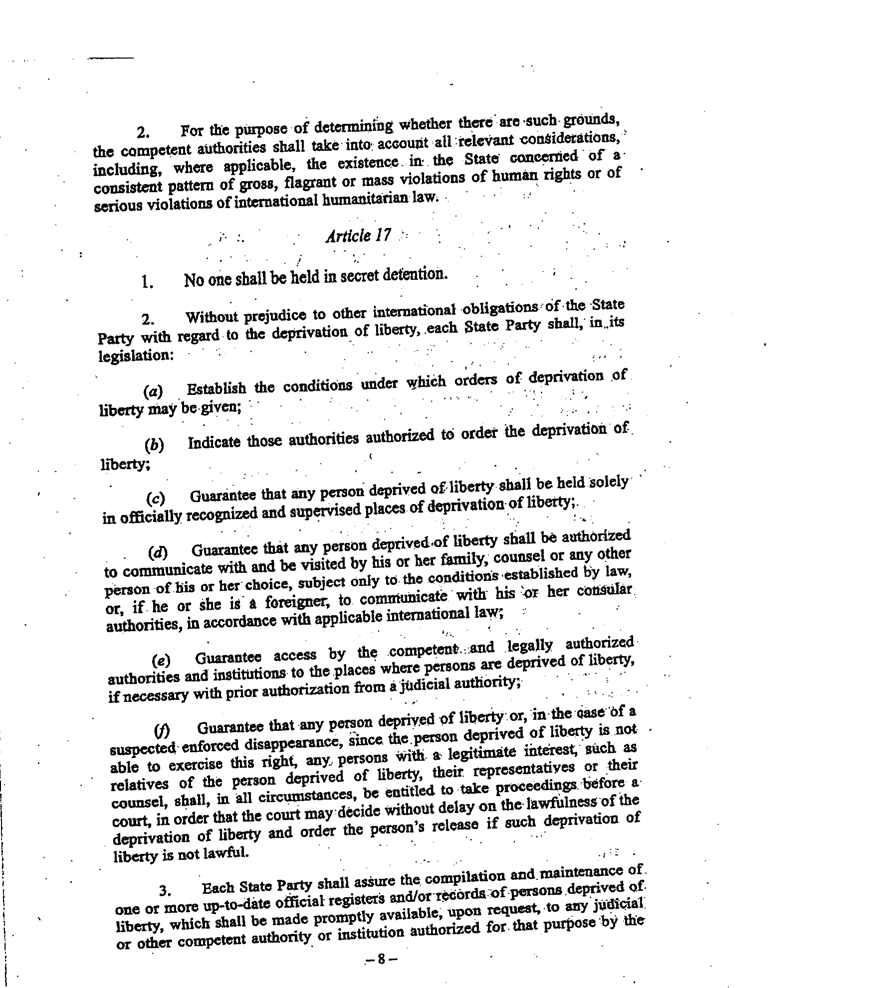 2. For the purpose of determining whether there are such grounds,
the competent authorities shall take into account all relevant considerations,
including, where applicable, the existence in the State concerned of a
consistent pattern of gross, flagrant or mass violations of human rights or of
serious violations of international humanitarian law.
Article 17
1. No one shall be held in secret detention.
2. Without prejudice to other international obligations of the State
Party with regard to the deprivation of liberty, each State Party shall, in its
legislation:
(a) Establish the conditions under which orders of deprivation of
liberty may be given;
(b) Indicate those authorities authorized to order the deprivation of
liberty;
(c) Guarantee that any person deprived of liberty shall be held solely
in officially recognized and supervised places of deprivation of liberty;
(d) Guarantee that any person deprived of liberty shall be authorized
to communicate with and be visited by his or her family, counsel or any other
person of his or her choice, subject only to the conditions established by law,
or, if he or she is a foreigner, to communicate with his or her consular
authorities, in accordance with applicable international law;
(e) Guarantee access by the competent and legally authorized
authorities and institutions to the places where persons are deprived of liberty,
if necessary with prior authorization from a judicial authority;
(f) Guarantee that any person deprived of liberty or, in the case of a
suspected enforced disappearance, since the person deprived of liberty is not
able to exercise this right, any persons with a legitimate interest, such as
relatives of the person deprived of liberty, their representatives or their
counsel, shall, in all circumstances, be entitled to take proceedings before a
court, in order that the court may decide without delay on the lawfulness of the
deprivation of liberty and order the person's release if such deprivation of
liberty is not lawful.
3. Each State Party shall assure the compilation and maintenance of
one or more up-to-date official registers and/or records of persons deprived of
liberty, which shall be made promptly available, upon request, to any judicial
or other competent authority or institution authorized for that purpose by the
– 8 –